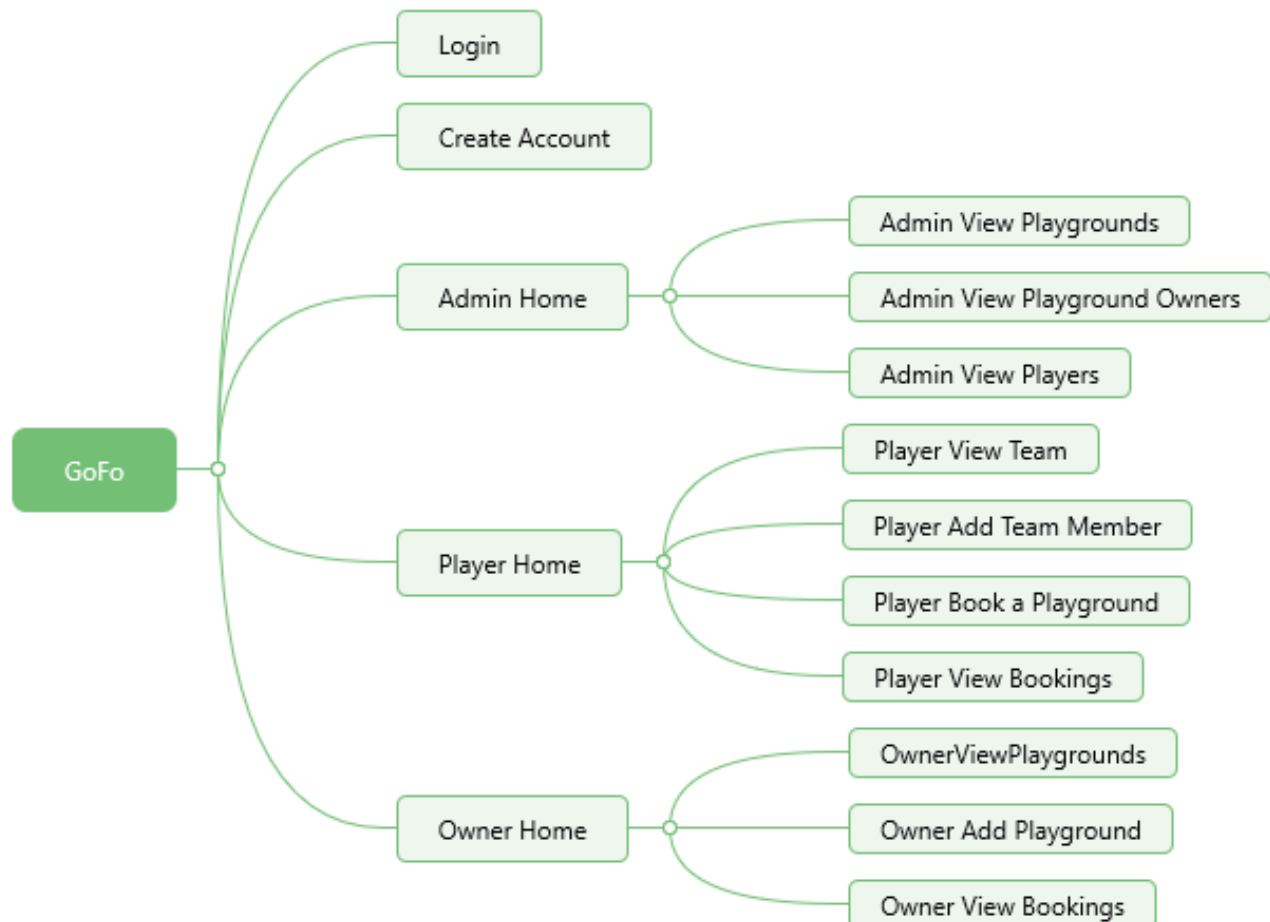 Login
Create Account
Admin View Playgrounds
Admin Home
Admin View Playground Owners
Admin View Players
GoFo
Player View Team
Player Add Team Member
Player Home
Player Book a Playground
Player View Bookings
OwnerViewPlaygrounds
Owner Home
Owner Add Playground
Owner View Bookings